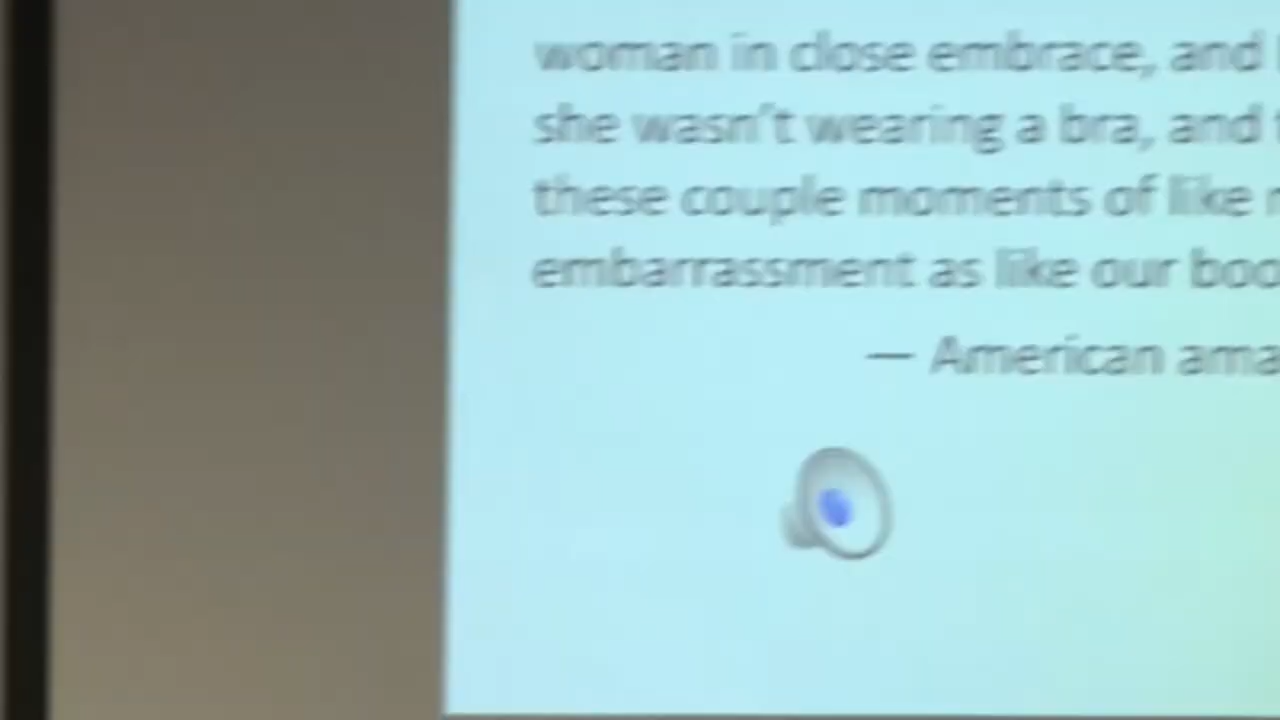 woman in close embrace, and
she wasn't wearing a bra, and
these couple moments of like
embarrassment as like our
— American